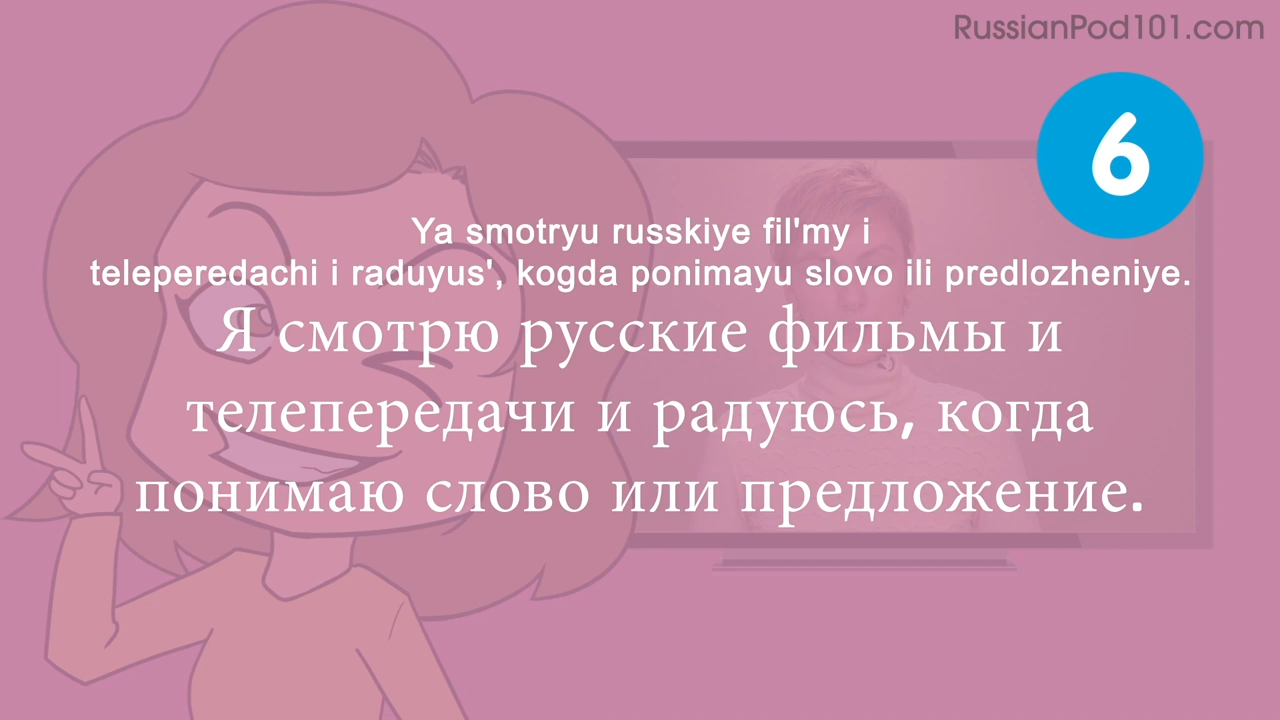 RussianPod101.com
6
Ya smotryu russkiye fil'my i
teleperedachi i raduyus', kogda ponimayu slovo ili predlozheniye.
Я смотрю русские фильмы и
телепередачи и радуюсь, когда
понимаю слово или предложение.